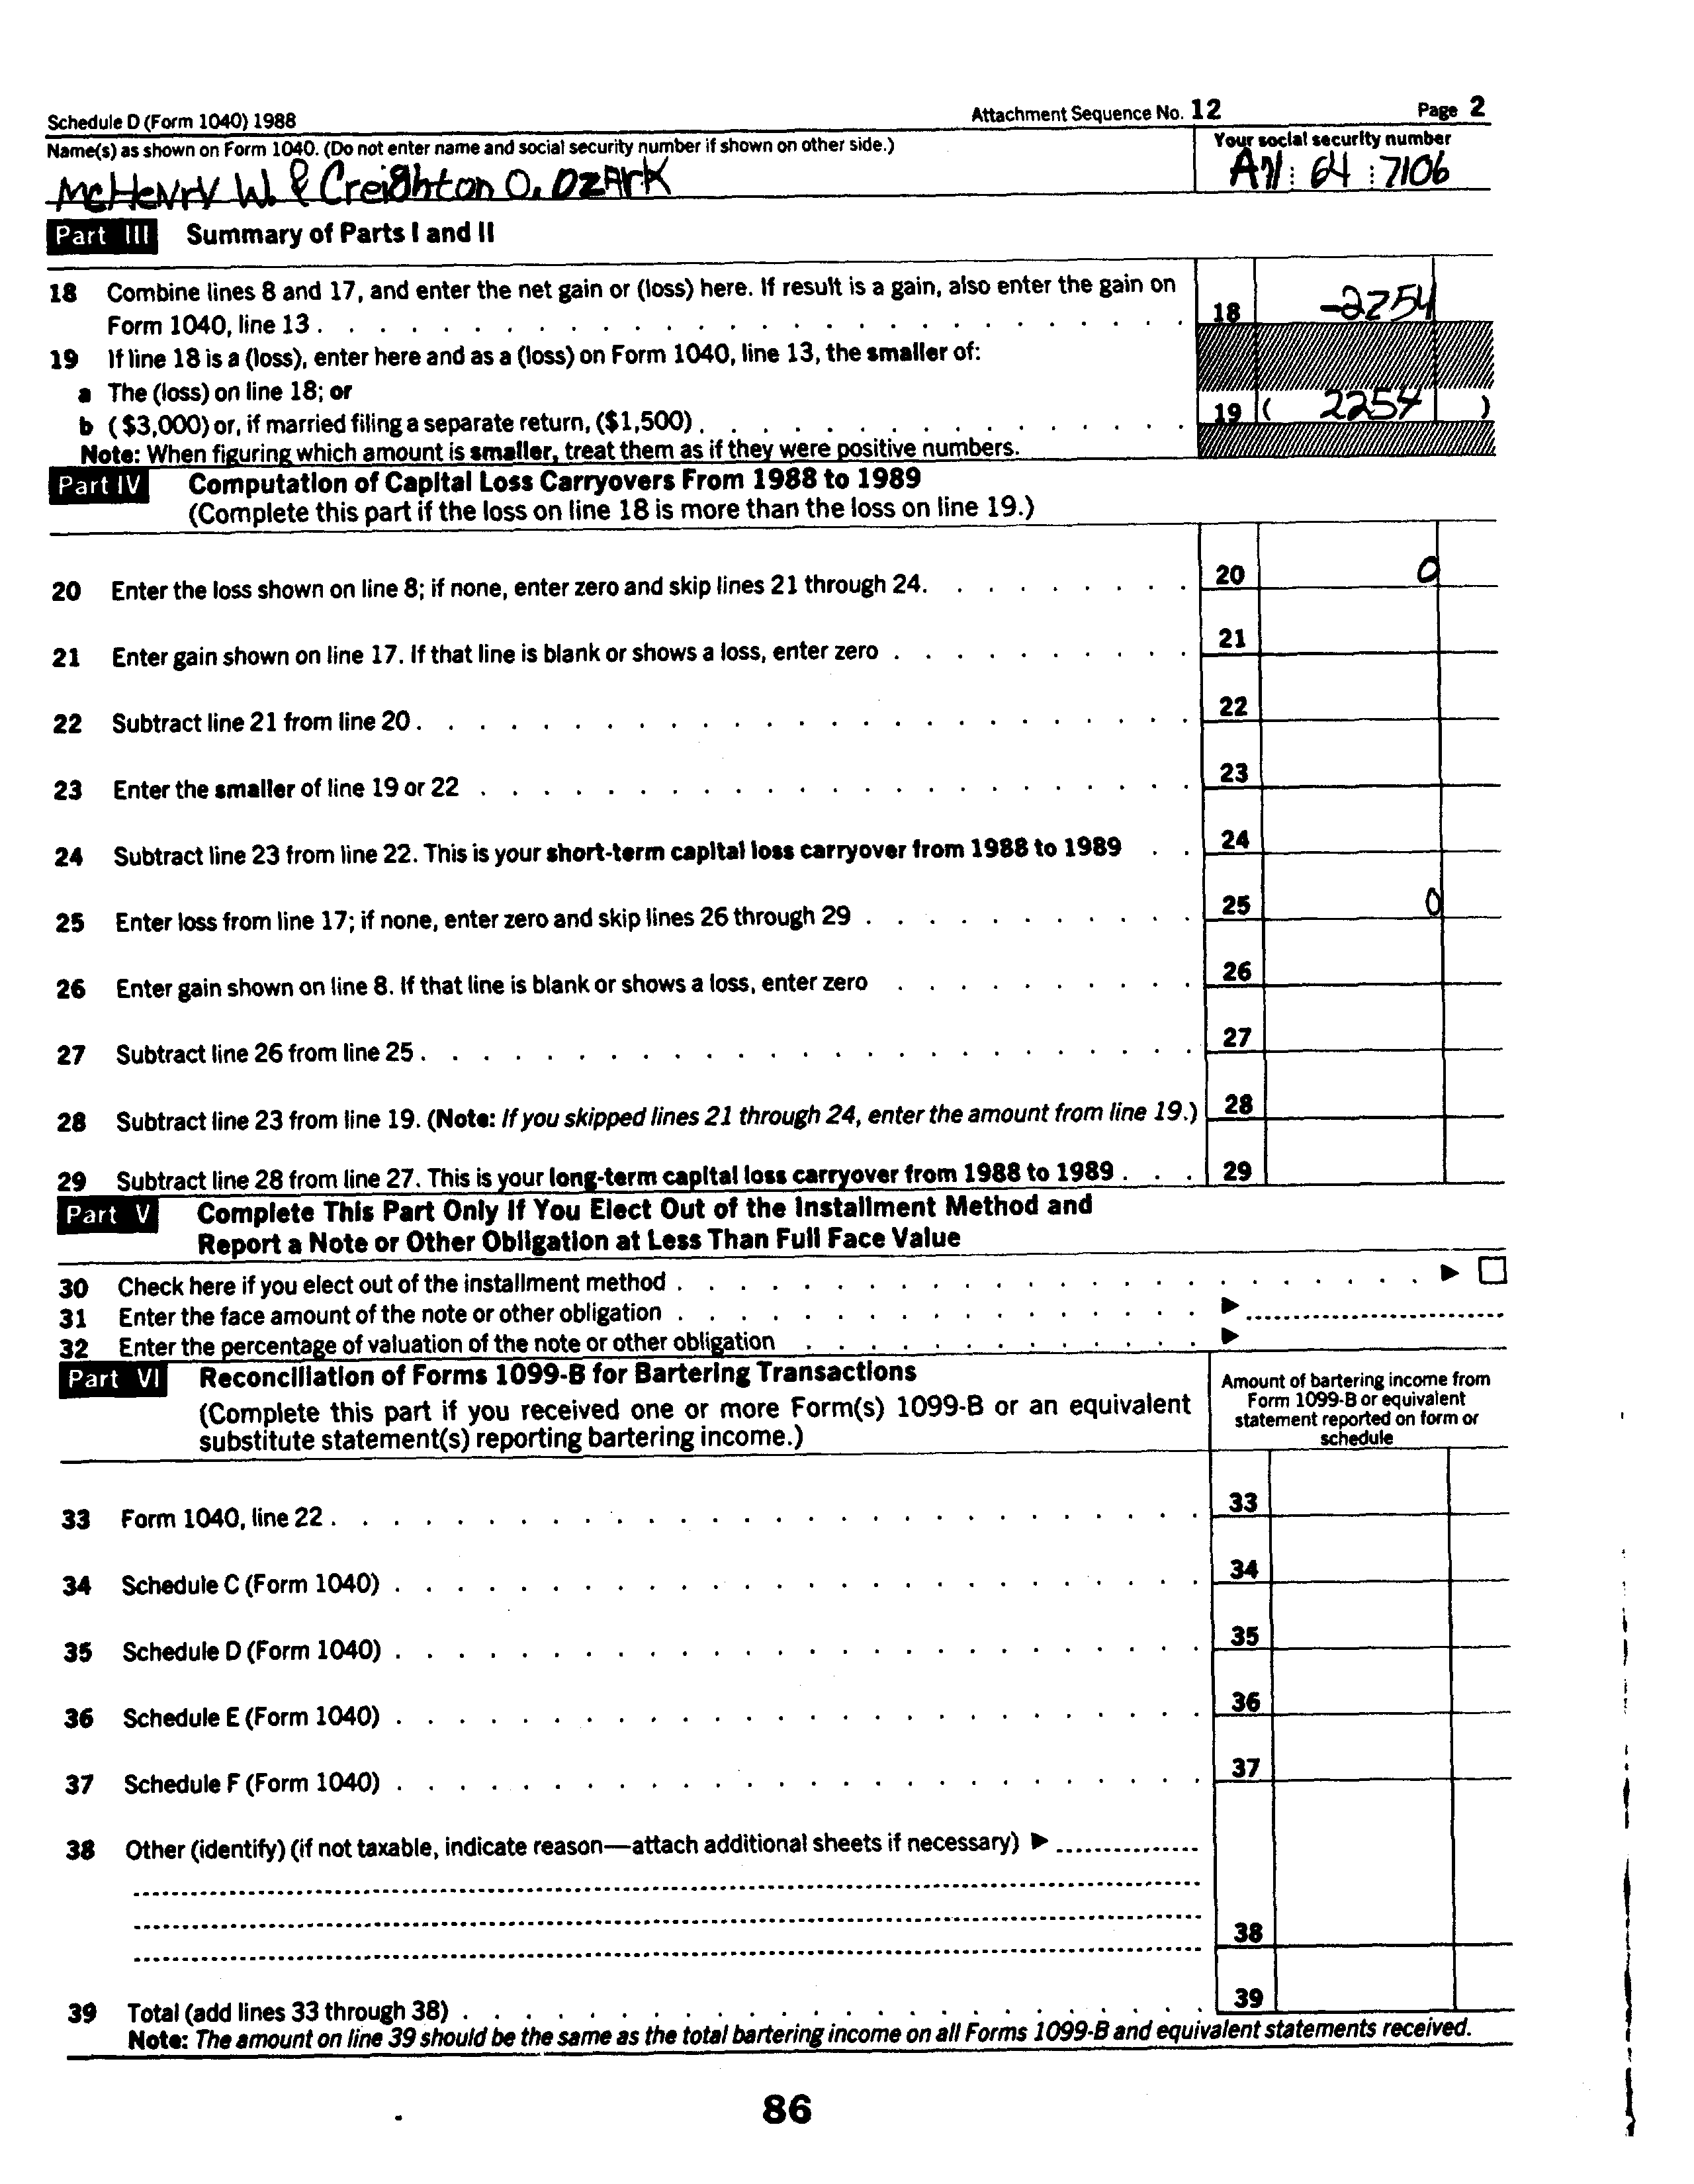 Schedule D (Form 1040) 1988 Attachment Sequence No. 12 Page 2
Name(s) as shown on Form 1040. (Do not enter name and social security number if shown on other side.) Your social security number
McHenry W. & Creighton O. Ozark 64 7106
Part III Summary of Parts I and II
18 Combine lines 8 and 17, and enter the net gain or (loss) here. If result is a gain, also enter the gain on
Form 1040, line 13 . 18 -2254
19 If line 18 is a (loss), enter here and as a (loss) on Form 1040, line 13, the smaller of:
a The (loss) on line 18; or
b ($3,000) or, if married filing a separate return, ($1,500) . 19 ( 2254 )
Note: When figuring which amount is smaller, treat them as if they were positive numbers.
Part IV Computation of Capital Loss Carryovers From 1988 to 1989
(Complete this part if the loss on line 18 is more than the loss on line 19.)
20 Enter the loss shown on line 8; if none, enter zero and skip lines 21 through 24. 20 0
21 Enter gain shown on line 17. If that line is blank or shows a loss, enter zero . 21
22 Subtract line 21 from line 20 . 22
23 Enter the smaller of line 19 or 22 . 23
24 Subtract line 23 from line 22. This is your short-term capital loss carryover from 1988 to 1989 . 24
25 Enter loss from line 17; if none, enter zero and skip lines 26 through 29 . 25 0
26 Enter gain shown on line 8. If that line is blank or shows a loss, enter zero . 26
27 Subtract line 26 from line 25 . 27
28 Subtract line 23 from line 19. (Note: If you skipped lines 21 through 24, enter the amount from line 19.) 28
29 Subtract line 28 from line 27. This is your long-term capital loss carryover from 1988 to 1989 . 29
Part V Complete This Part Only If You Elect Out of the Installment Method and
Report a Note or Other Obligation at Less Than Full Face Value
30 Check here if you elect out of the installment method . ▶ □
31 Enter the face amount of the note or other obligation . ▶
32 Enter the percentage of valuation of the note or other obligation . ▶
Part VI Reconciliation of Forms 1099-B for Bartering Transactions
(Complete this part if you received one or more Form(s) 1099-B or an equivalent
substitute statement(s) reporting bartering income.)
Amount of bartering income from
Form 1099-B or equivalent
statement reported on form or
schedule
33 Form 1040, line 22 . 33
34 Schedule C (Form 1040) . 34
35 Schedule D (Form 1040) . 35
36 Schedule E (Form 1040) . 36
37 Schedule F (Form 1040) . 37
38 Other (identify) (if not taxable, indicate reason—attach additional sheets if necessary) ▶
38
39 Total (add lines 33 through 38) . 39
Note: The amount on line 39 should be the same as the total bartering income on all Forms 1099-B and equivalent statements received.
86